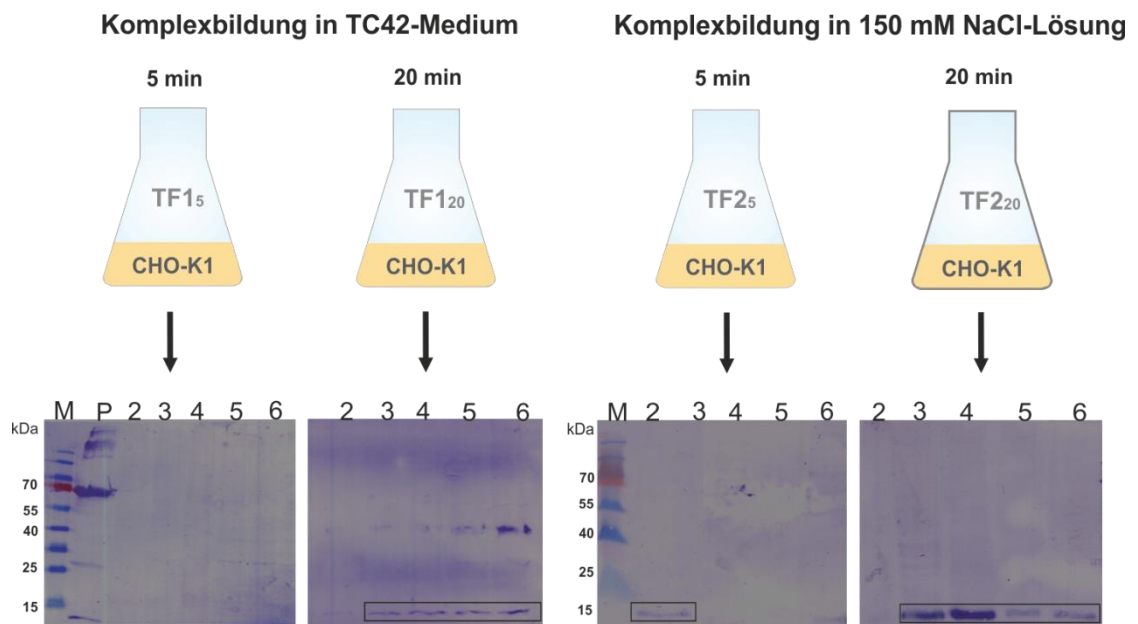 Komplexbildung in TC42-Medium
Komplexbildung in 150 mM NaCl-Lösung
5 min
20 min
5 min
20 min
TF15
TF120
TF25
TF220
CHO-K1
CHO-K1
CHO-K1
CHO-K1
M P 2 3 4 5 6
2 3 4 5 6
M 2 3 4 5 6
2 3 4 5 6
kDa
70
55
40
25
15
kDa
70
55
40
25
15